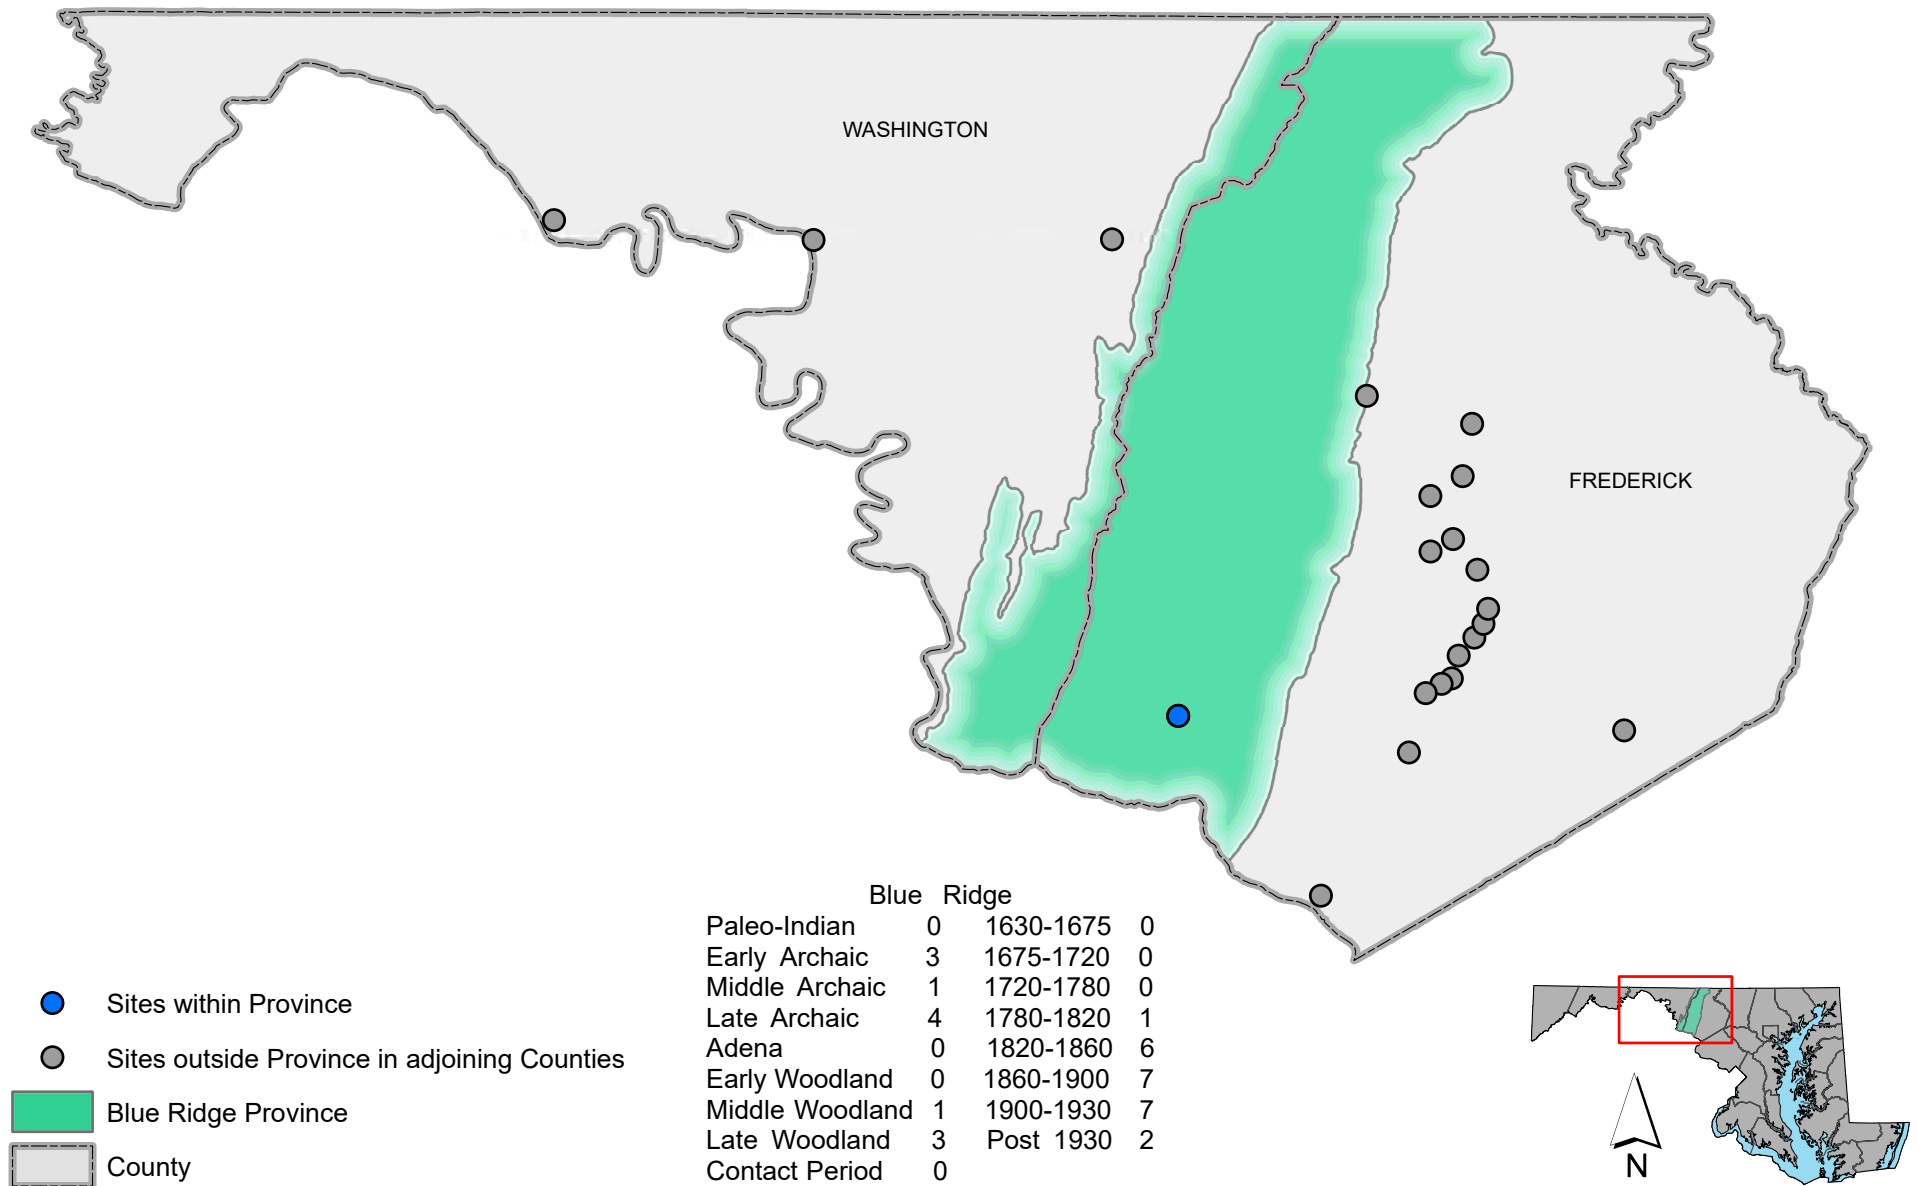 WASHINGTON
FREDERICK
Blue Ridge
Paleo-Indian 0 1630-1675 0
Early Archaic 3 1675-1720 0
Middle Archaic 1 1720-1780 0
Late Archaic 4 1780-1820 1
Adena 0 1820-1860 6
Early Woodland 0 1860-1900 7
Middle Woodland 1 1900-1930 7
Late Woodland 3 Post 1930 2
Contact Period 0
Sites within Province
Sites outside Province in adjoining Counties
Blue Ridge Province
County
N